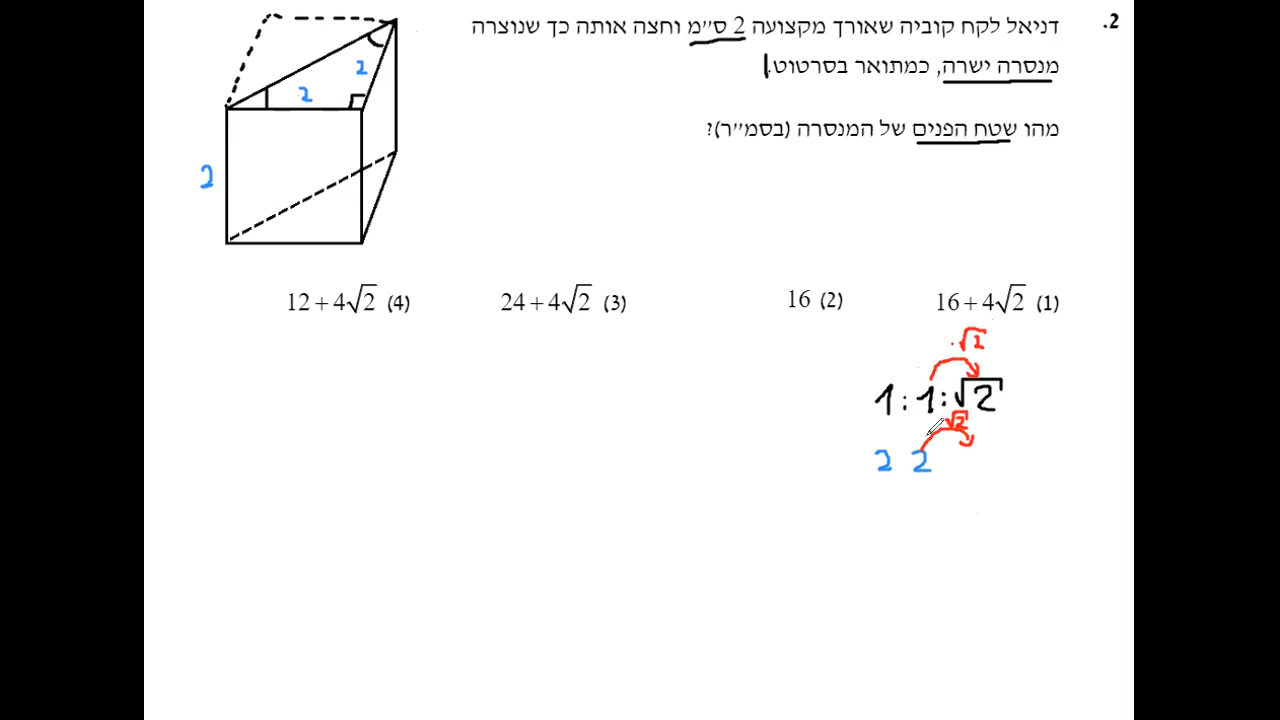 2. דניאל לקח קוביה שאורך מקצועה 2 ס״מ וחצה אותה כך שנוצרה
מנסרה ישרה, כמתואר בסרטוט.
מהו שטח הפנים של המנסרה (בסמ״ר)?
2
2
2
(1) 16 + 4√2 (2) 16 (3) 24 + 4√2 (4) 12 + 4√2
·√2
1 : 1 : √2
·√2
2 2